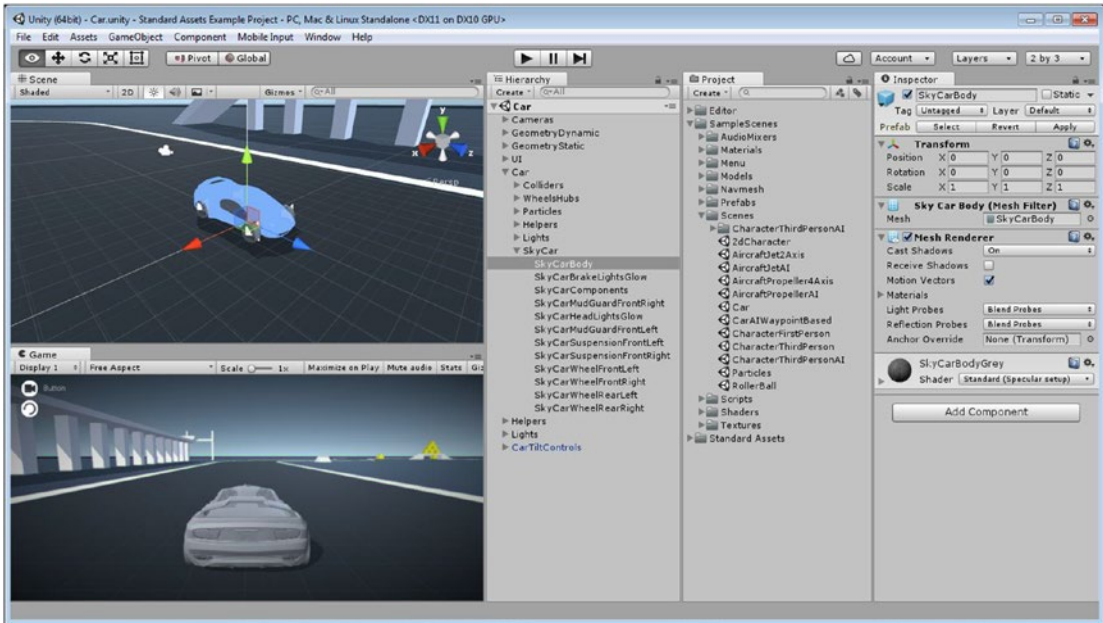 Unity (64bit) - Car.unity - Standard Assets Example Project - PC, Mac & Linux Standalone <DX11 on DX10 GPU>
File Edit Assets GameObject Component Mobile Input Window Help
Pivot Global Account Layers 2 by 3
Scene
Shaded 2D Gizmos All
y
x z
Persp
Game
Display 1 Free Aspect Scale 1x Maximize on Play Mute audio Stats Giz
Button
Hierarchy
Create All
Car
Cameras
GeometryDynamic
GeometryStatic
UI
Car
Colliders
WheelsHubs
Particles
Helpers
Lights
SkyCar
SkyCarBody
SkyCarBrakeLightsGlow
SkyCarComponents
SkyCarMudGuardFrontRight
SkyCarHeadLightsGlow
SkyCarMudGuardFrontLeft
SkyCarSuspensionFrontLeft
SkyCarSuspensionFrontRight
SkyCarWheelFrontLeft
SkyCarWheelFrontRight
SkyCarWheelRearLeft
SkyCarWheelRearRight
Helpers
Lights
CarTiltControls
Project
Create
Editor
SampleScenes
AudioMixers
Materials
Menu
Models
Navmesh
Prefabs
Scenes
CharacterThirdPersonAI
2dCharacter
AircraftJet2Axis
AircraftJetAI
AircraftPropeller4Axis
AircraftPropellerAI
Car
CarAIWaypointBased
CharacterFirstPerson
CharacterThirdPerson
CharacterThirdPersonAI
Particles
RollerBall
Scripts
Shaders
Textures
Standard Assets
Inspector
SkyCarBody Static
Tag Untagged Layer Default
Prefab Select Revert Apply
Transform
Position X 0 Y 0 Z 0
Rotation X 0 Y 0 Z 0
Scale X 1 Y 1 Z 1
Sky Car Body (Mesh Filter)
Mesh SkyCarBody
Mesh Renderer
Cast Shadows On
Receive Shadows
Motion Vectors
Materials
Light Probes Blend Probes
Reflection Probes Blend Probes
Anchor Override None (Transform)
SkyCarBodyGrey
Shader Standard (Specular setup)
Add Component